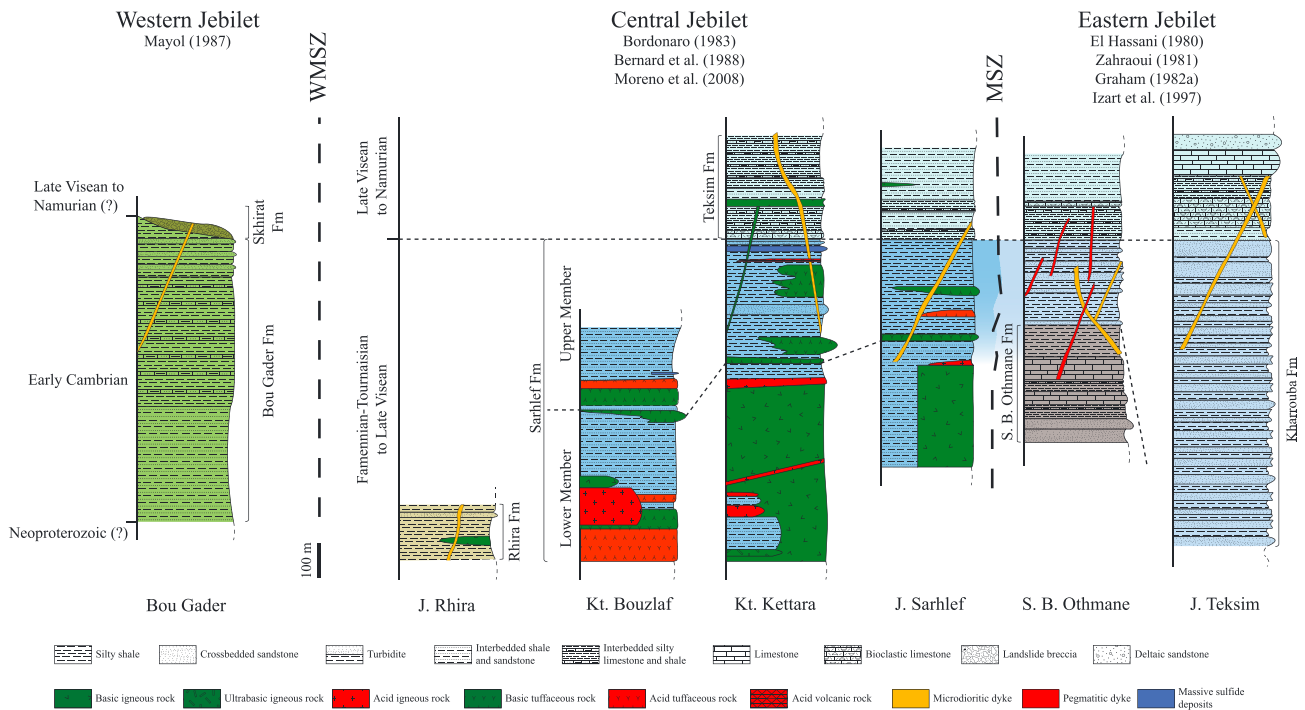 Western Jebilet
Mayol (1987)
Central Jebilet
Bordonaro (1983)
Bernard et al. (1988)
Moreno et al. (2008)
Eastern Jebilet
El Hassani (1980)
Zahraoui (1981)
Graham (1982a)
Izart et al. (1997)
WMSZ
MSZ
Late Visean to
Namurian (?)
Early Cambrian
Neoproterozoic (?)
Skhirat
Fm
Bou Gader Fm
100 m
Late Visean
to Namurian
Famennian-Tournaisian
to Late Visean
Rhira Fm
Sarhlef Fm
Upper Member
Lower Member
Teksim Fm
S. B. Othmane Fm
Kharrouba Fm
Bou Gader
J. Rhira
Kt. Bouzlaf
Kt. Kettara
J. Sarhlef
S. B. Othmane
J. Teksim
Silty shale
Crossbedded sandstone
Turbidite
Interbedded shale
and sandstone
Interbedded silty
limestone and shale
Limestone
Bioclastic limestone
Landslide breccia
Deltaic sandstone
Basic igneous rock
Ultrabasic igneous rock
Acid igneous rock
Basic tuffaceous rock
Acid tuffaceous rock
Acid volcanic rock
Microdioritic dyke
Pegmatitic dyke
Massive sulfide
deposits